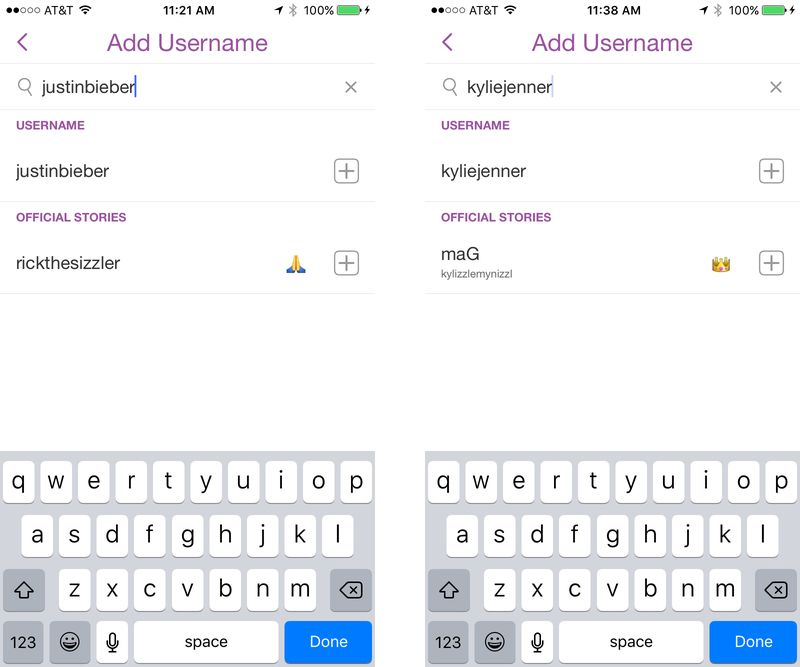 AT&T 11:21 AM 100%
Add Username
justinbieber
USERNAME
justinbieber
OFFICIAL STORIES
rickthesizzler
q w e r t y u i o p
a s d f g h j k l
z x c v b n m
123 space Done
AT&T 11:38 AM 100%
Add Username
kyliejenner
USERNAME
kyliejenner
OFFICIAL STORIES
maG
kylizzlemynizzl
q w e r t y u i o p
a s d f g h j k l
z x c v b n m
123 space Done